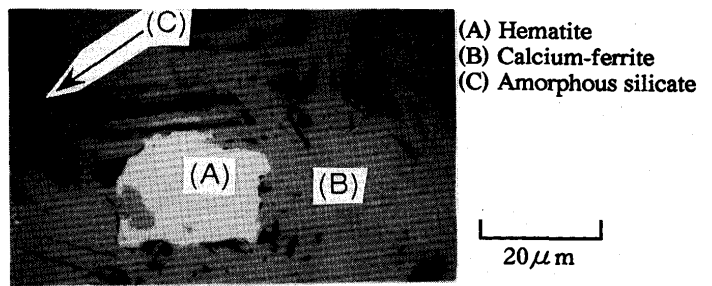 (C)
(A)
(B)
(A) Hematite
(B) Calcium-ferrite
(C) Amorphous silicate
20μm